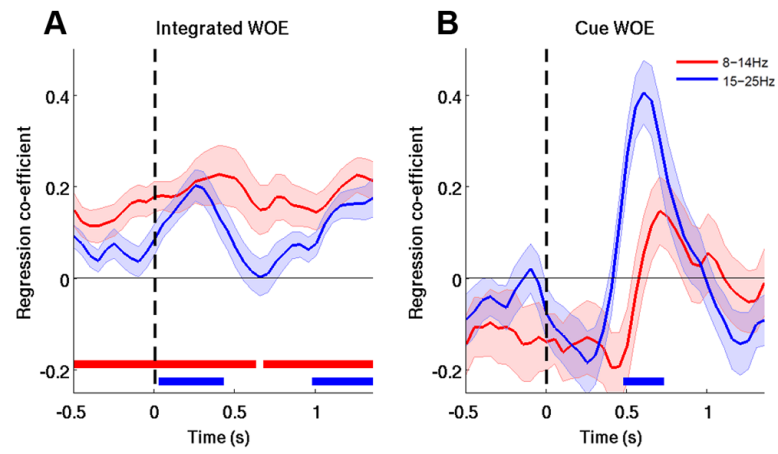 A
Integrated WOE
Regression co-efficient
0.4
0.2
0
-0.2
-0.5
0
0.5
1
Time (s)
B
Cue WOE
8-14Hz
15-25Hz
Regression co-efficient
0.4
0.2
0
-0.2
-0.5
0
0.5
1
Time (s)